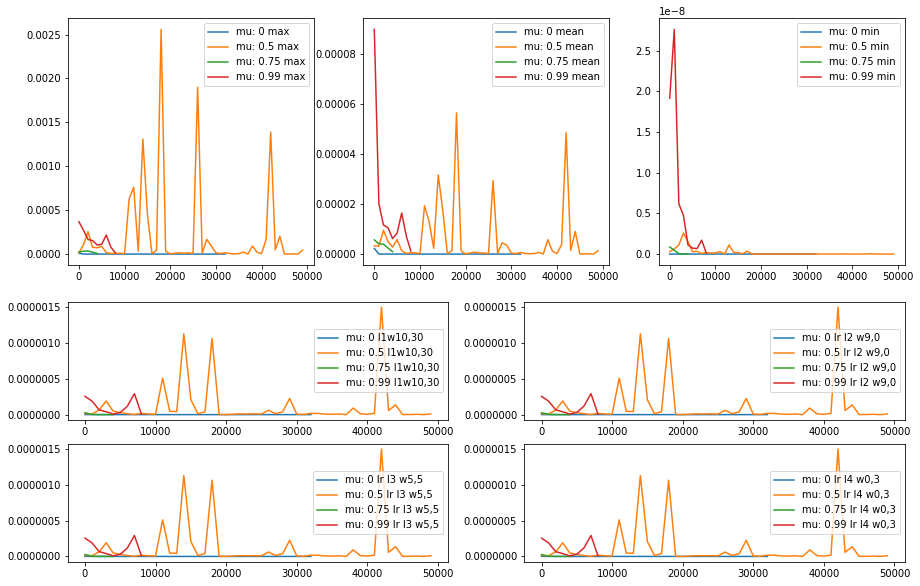 1e−8
0.0025
0.0020
0.0015
0.0010
0.0005
0.0000
0
10000
20000
30000
40000
50000
mu: 0 max
mu: 0.5 max
mu: 0.75 max
mu: 0.99 max
0.00008
0.00006
0.00004
0.00002
0.00000
0
10000
20000
30000
40000
50000
mu: 0 mean
mu: 0.5 mean
mu: 0.75 mean
mu: 0.99 mean
2.5
2.0
1.5
1.0
0.5
0.0
0
10000
20000
30000
40000
50000
mu: 0 min
mu: 0.5 min
mu: 0.75 min
mu: 0.99 min
0.0000015
0.0000010
0.0000005
0.0000000
0
10000
20000
30000
40000
50000
mu: 0 l1w10,30
mu: 0.5 l1w10,30
mu: 0.75 l1w10,30
mu: 0.99 l1w10,30
0.0000015
0.0000010
0.0000005
0.0000000
0
10000
20000
30000
40000
50000
mu: 0 lr l2 w9,0
mu: 0.5 lr l2 w9,0
mu: 0.75 lr l2 w9,0
mu: 0.99 lr l2 w9,0
0.0000015
0.0000010
0.0000005
0.0000000
0
10000
20000
30000
40000
50000
mu: 0 lr l3 w5,5
mu: 0.5 lr l3 w5,5
mu: 0.75 lr l3 w5,5
mu: 0.99 lr l3 w5,5
0.0000015
0.0000010
0.0000005
0.0000000
0
10000
20000
30000
40000
50000
mu: 0 lr l4 w0,3
mu: 0.5 lr l4 w0,3
mu: 0.75 lr l4 w0,3
mu: 0.99 lr l4 w0,3